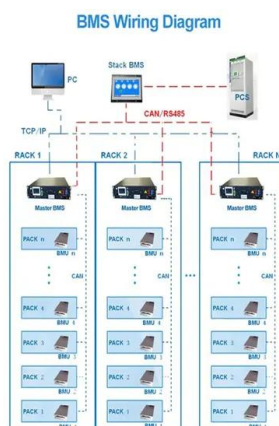 BMS Wiring Diagram
Stack BMS
PC
PCS
CAN/RS485
TCP/IP
RACK 1 RACK 2 RACK N
Master BMS Master BMS Master BMS
PACK n PACK n PACK n
BMU n BMU n BMU n
CAN CAN CAN
PACK 4 PACK 4 PACK 4
BMU 4 BMU 4 BMU 4
PACK 3 PACK 3 PACK 3
BMU 3 BMU 3 BMU 3
PACK 2 PACK 2 PACK 2
BMU 2 BMU 2 BMU 2
PACK 1 PACK 1 PACK 1